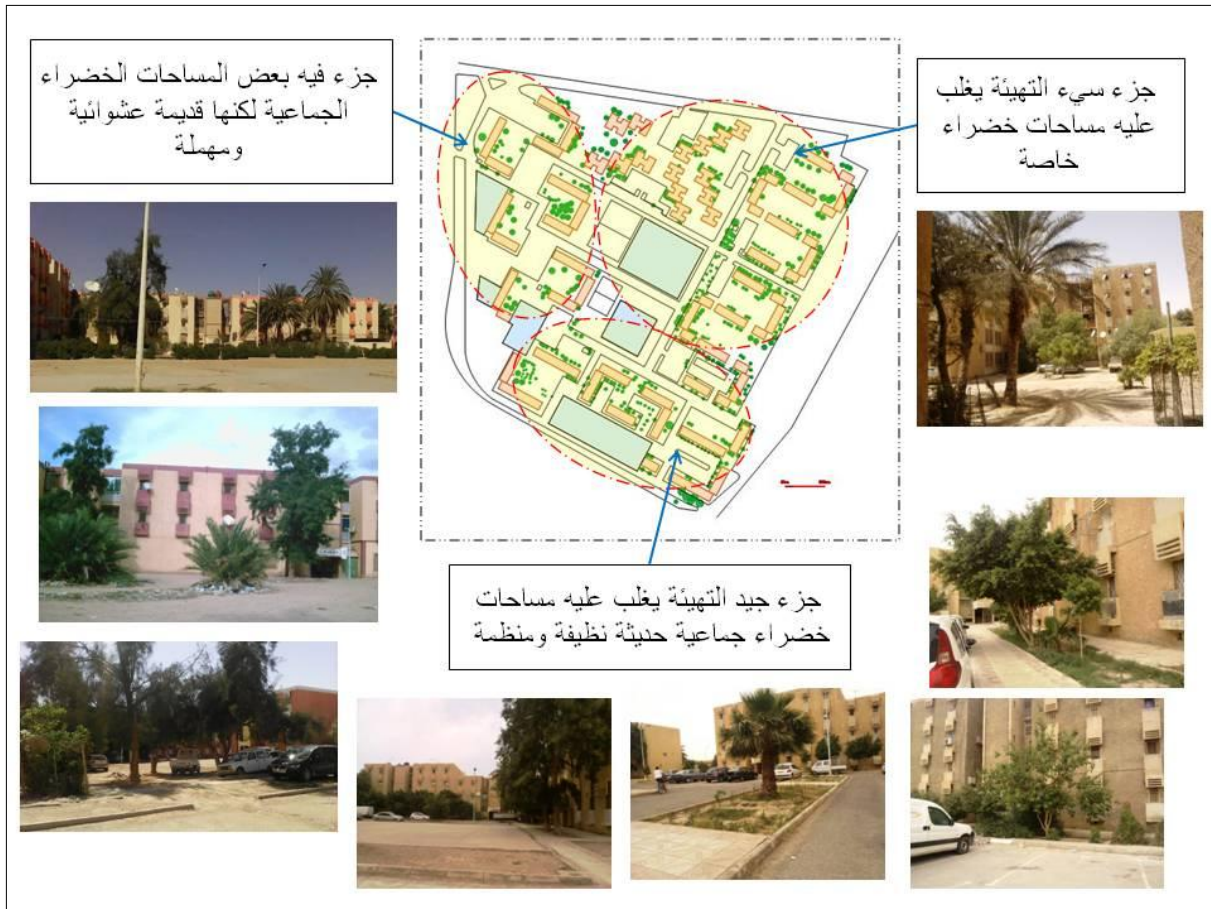 جزء سيء التهيئة يغلب
عليه مساحات خضراء
خاصة
جزء فيه بعض المساحات الخضراء
الجماعية لكنها قديمة عشوائية
ومهملة
جزء جيد التهيئة يغلب عليه مساحات
خضراء جماعية حديثة نظيفة ومنظمة